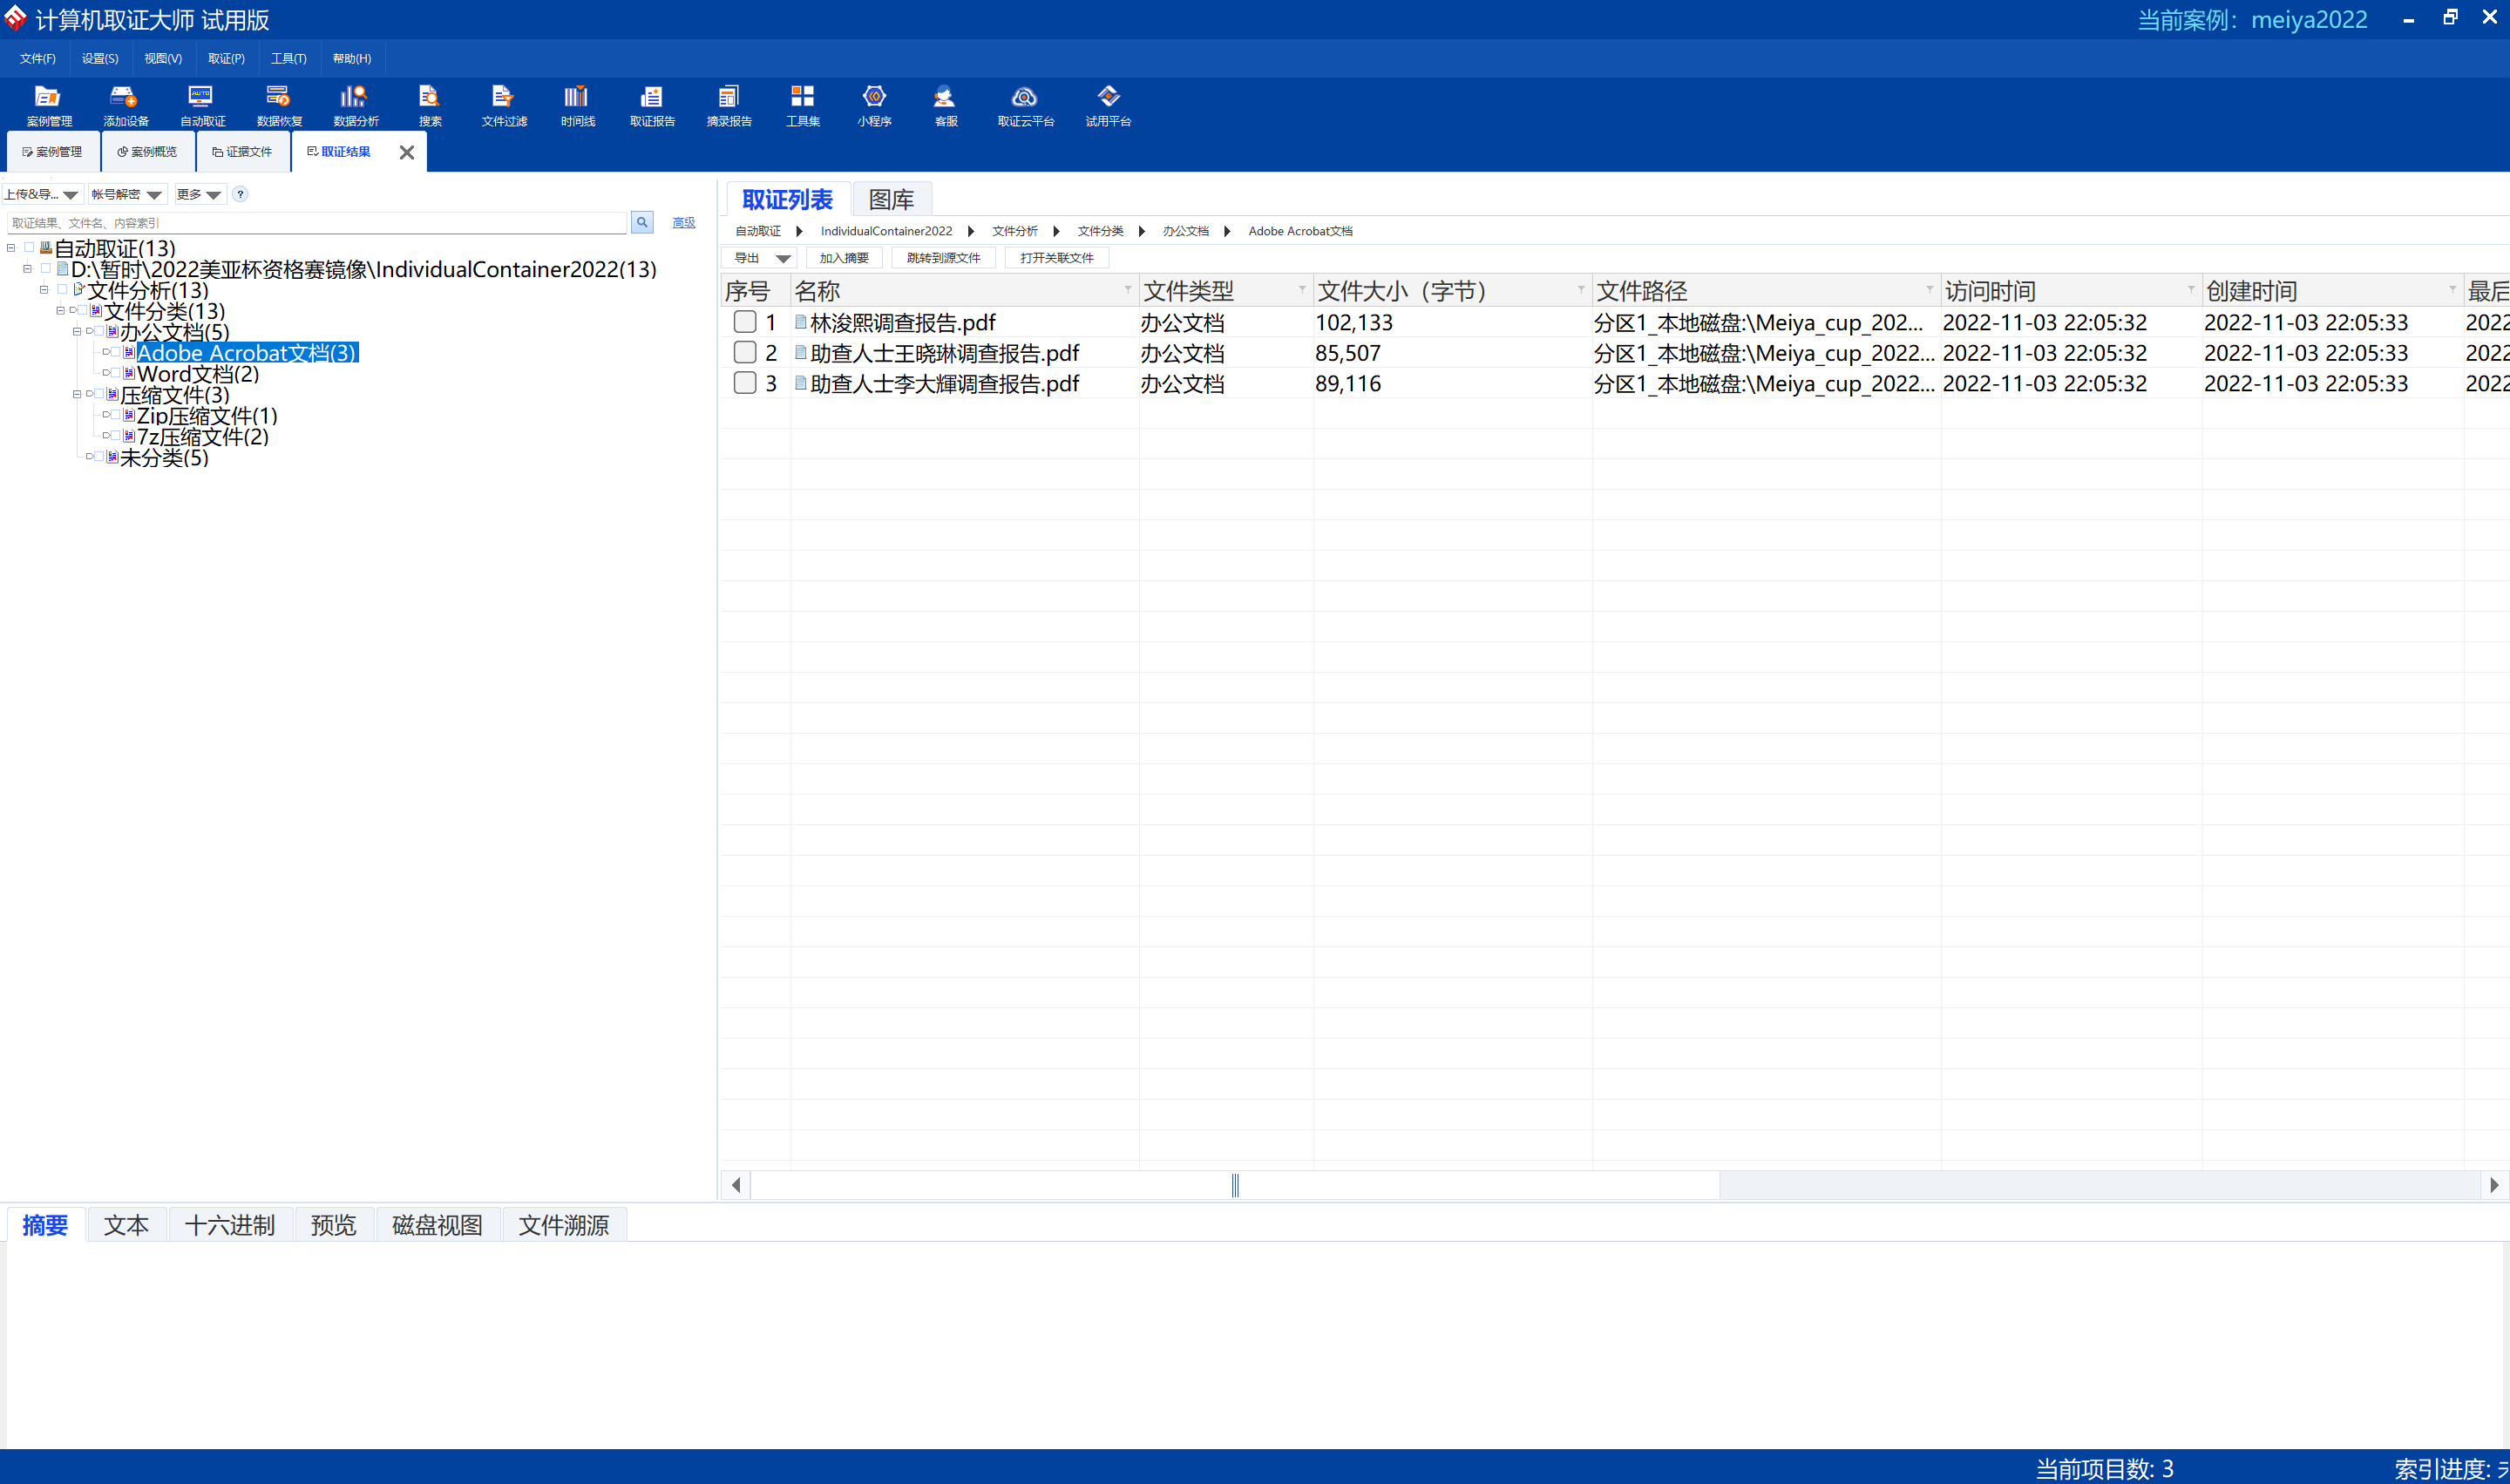 计算机取证大师 试用版
当前案例：meiya2022
文件(F) 设置(S) 视图(V) 取证(P) 工具(T) 帮助(H)
案例管理 添加设备 自动取证 数据恢复 数据分析 搜索 文件过滤 时间线 取证报告 摘录报告 工具集 小程序 客服 取证云平台 试用平台
案例管理 案例概览 证据文件 取证结果
上传&导... 帐号解密 更多 ?
取证结果、文件名、内容索引 高级
自动取证(13)
D:\暂时\2022美亚杯资格赛镜像\IndividualContainer2022(13)
文件分析(13)
文件分类(13)
办公文档(5)
Adobe Acrobat文档(3)
Word文档(2)
压缩文件(3)
Zip压缩文件(1)
7z压缩文件(2)
未分类(5)
取证列表 图库
自动取证 IndividualContainer2022 文件分析 文件分类 办公文档 Adobe Acrobat文档
导出 加入摘要 跳转到源文件 打开关联文件
序号 名称 文件类型 文件大小（字节） 文件路径 访问时间 创建时间 最后
1 林浚熙调查报告.pdf 办公文档 102,133 分区1_本地磁盘:\Meiya_cup_202... 2022-11-03 22:05:32 2022-11-03 22:05:33 2022
2 助查人士王晓琳调查报告.pdf 办公文档 85,507 分区1_本地磁盘:\Meiya_cup_2022... 2022-11-03 22:05:32 2022-11-03 22:05:33 2022
3 助查人士李大輝调查报告.pdf 办公文档 89,116 分区1_本地磁盘:\Meiya_cup_2022... 2022-11-03 22:05:32 2022-11-03 22:05:33 2022
摘要 文本 十六进制 预览 磁盘视图 文件溯源
当前项目数: 3 索引进度: